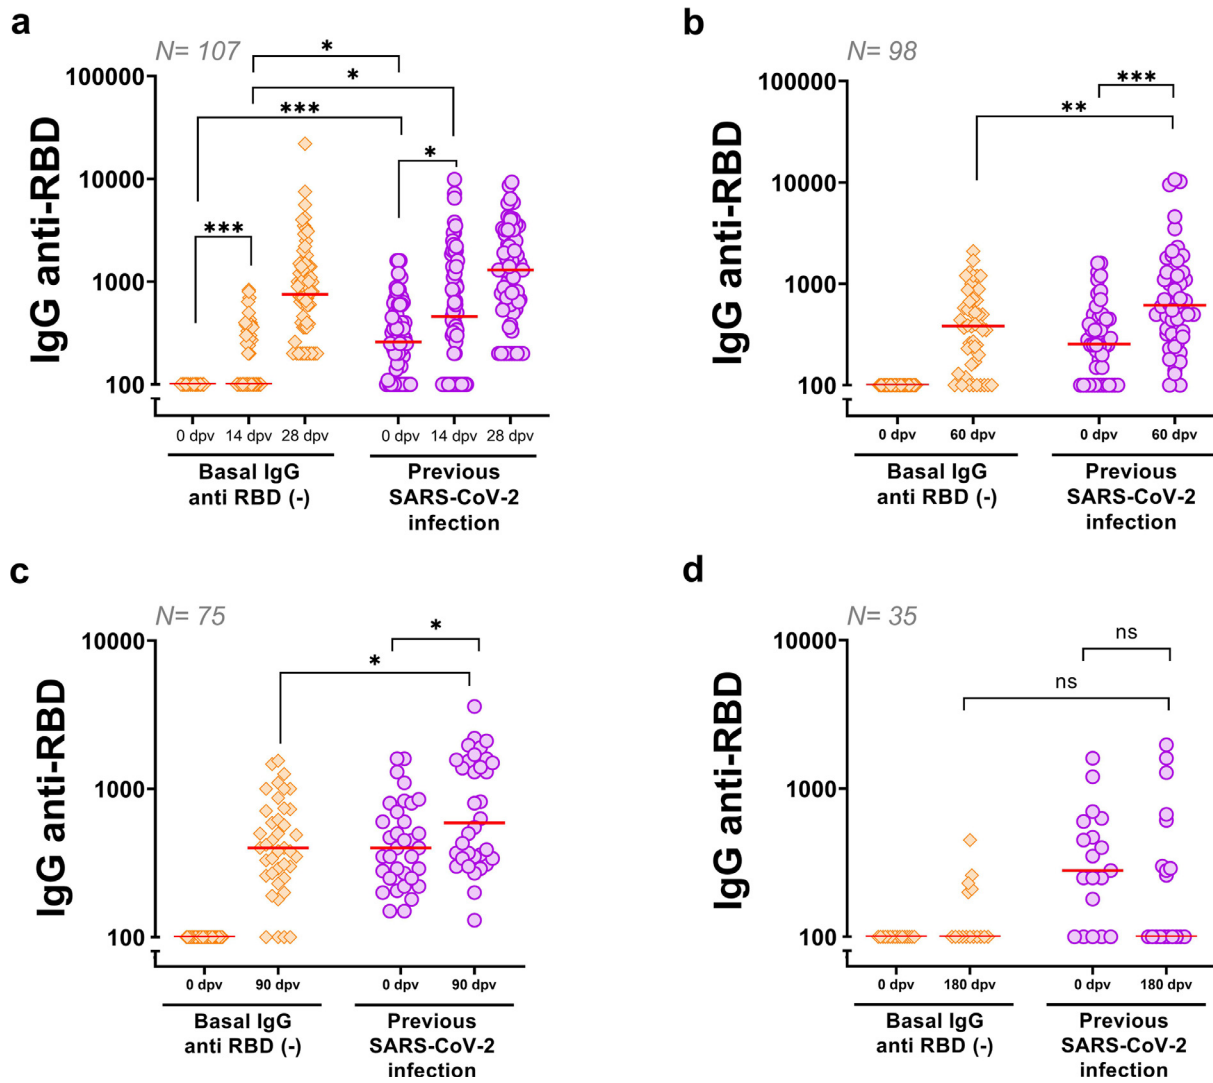 a
N= 107
*
*
***
*
***
100000
10000
1000
100
IgG anti-RBD
0 dpv 14 dpv 28 dpv 0 dpv 14 dpv 28 dpv
Basal IgG
anti RBD (-)
Previous
SARS-CoV-2
infection
b
N= 98
***
**
100000
10000
1000
100
IgG anti-RBD
0 dpv 60 dpv 0 dpv 60 dpv
Basal IgG
anti RBD (-)
Previous
SARS-CoV-2
infection
c
N= 75
*
*
10000
1000
100
IgG anti-RBD
0 dpv 90 dpv 0 dpv 90 dpv
Basal IgG
anti RBD (-)
Previous
SARS-CoV-2
infection
d
N= 35
ns
ns
10000
1000
100
IgG anti-RBD
0 dpv 180 dpv 0 dpv 180 dpv
Basal IgG
anti RBD (-)
Previous
SARS-CoV-2
infection